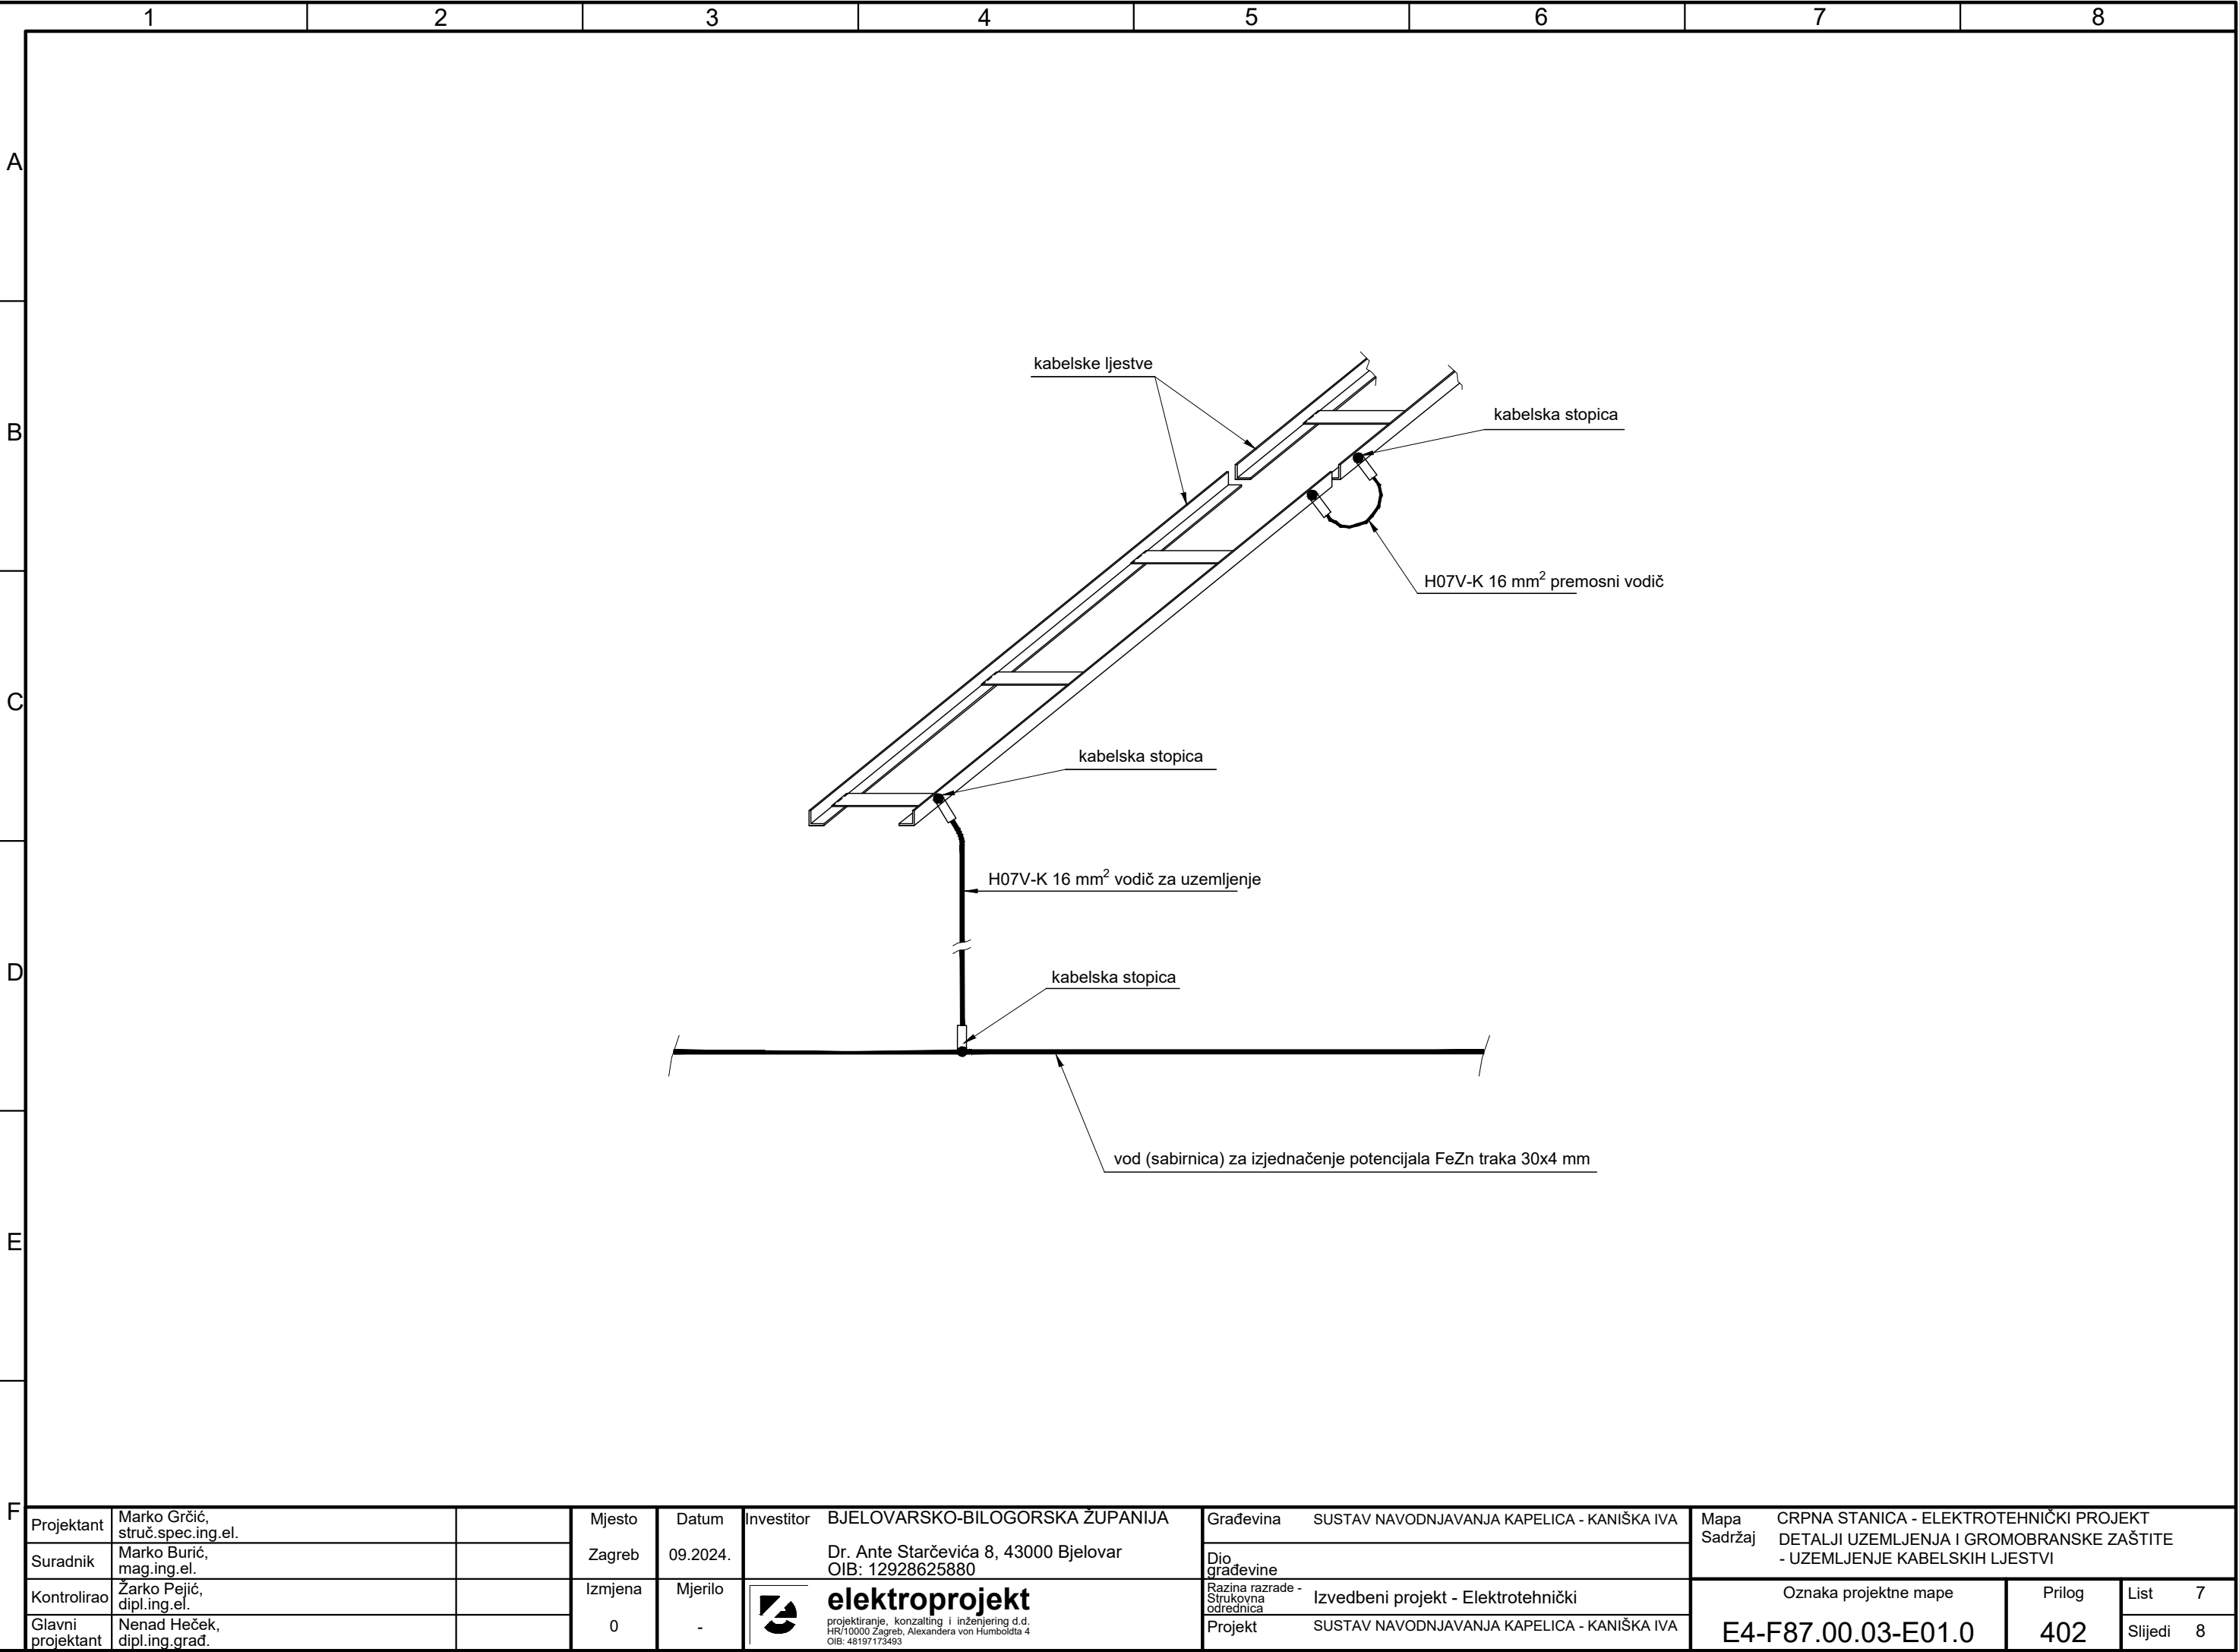 1 2 3 4 5 6 7 8
A
B
C
D
E
F
kabelske ljestve
kabelska stopica
H07V-K 16 mm² premosni vodič
kabelska stopica
H07V-K 16 mm² vodič za uzemljenje
kabelska stopica
vod (sabirnica) za izjednačenje potencijala FeZn traka 30x4 mm
Projektant
Marko Grčić,
struč.spec.ing.el.
Suradnik
Marko Burić,
mag.ing.el.
Kontrolirao
Žarko Pejić,
dipl.ing.el.
Glavni
projektant
Nenad Heček,
dipl.ing.građ.
Mjesto
Zagreb
Datum
09.2024.
Izmjena
0
Mjerilo
-
Investitor
BJELOVARSKO-BILOGORSKA ŽUPANIJA
Dr. Ante Starčevića 8, 43000 Bjelovar
OIB: 12928625880
elektroprojekt
projektiranje, konzalting i inženjering d.d.
HR/10000 Zagreb, Alexandera von Humboldta 4
OIB: 48197173493
Građevina
SUSTAV NAVODNJAVANJA KAPELICA - KANIŠKA IVA
Dio
građevine
Razina razrade -
Strukovna
odrednica
Izvedbeni projekt - Elektrotehnički
Projekt
SUSTAV NAVODNJAVANJA KAPELICA - KANIŠKA IVA
Mapa
CRPNA STANICA - ELEKTROTEHNIČKI PROJEKT
Sadržaj
DETALJI UZEMLJENJA I GROMOBRANSKE ZAŠTITE
- UZEMLJENJE KABELSKIH LJESTVI
Oznaka projektne mape
E4-F87.00.03-E01.0
Prilog
402
List 7
Slijedi 8